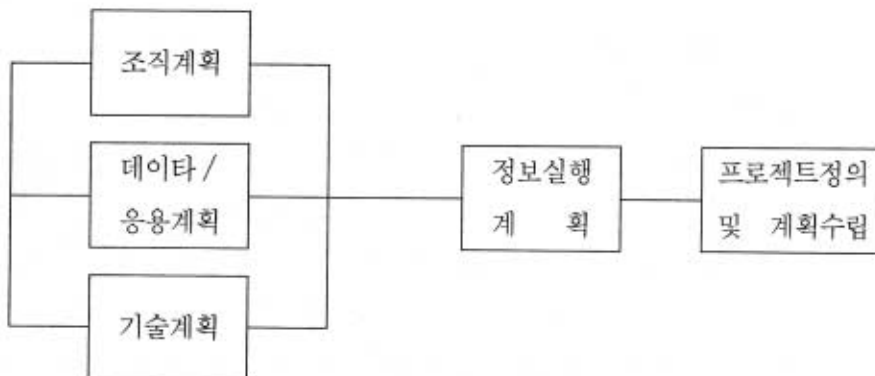 조직계획
데이타 /
응용계획
기술계획
정보실행
계 획
프로젝트정의
및 계획수립